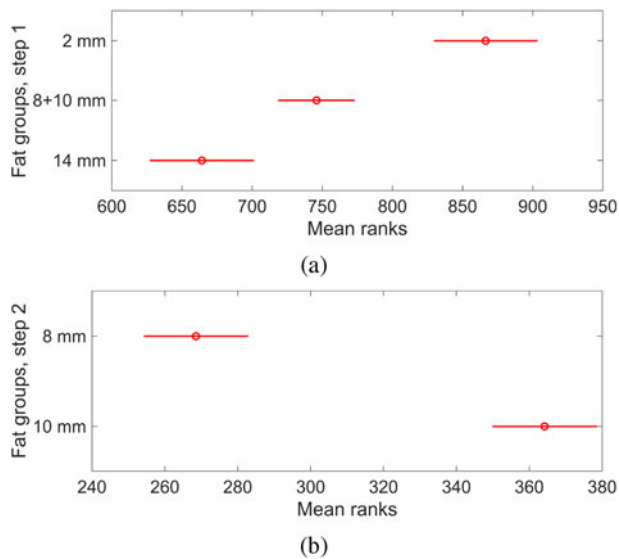 Fat groups, step 1
2 mm
8+10 mm
14 mm
600 650 700 750 800 850 900 950
Mean ranks
(a)
Fat groups, step 2
8 mm
10 mm
240 260 280 300 320 340 360 380
Mean ranks
(b)